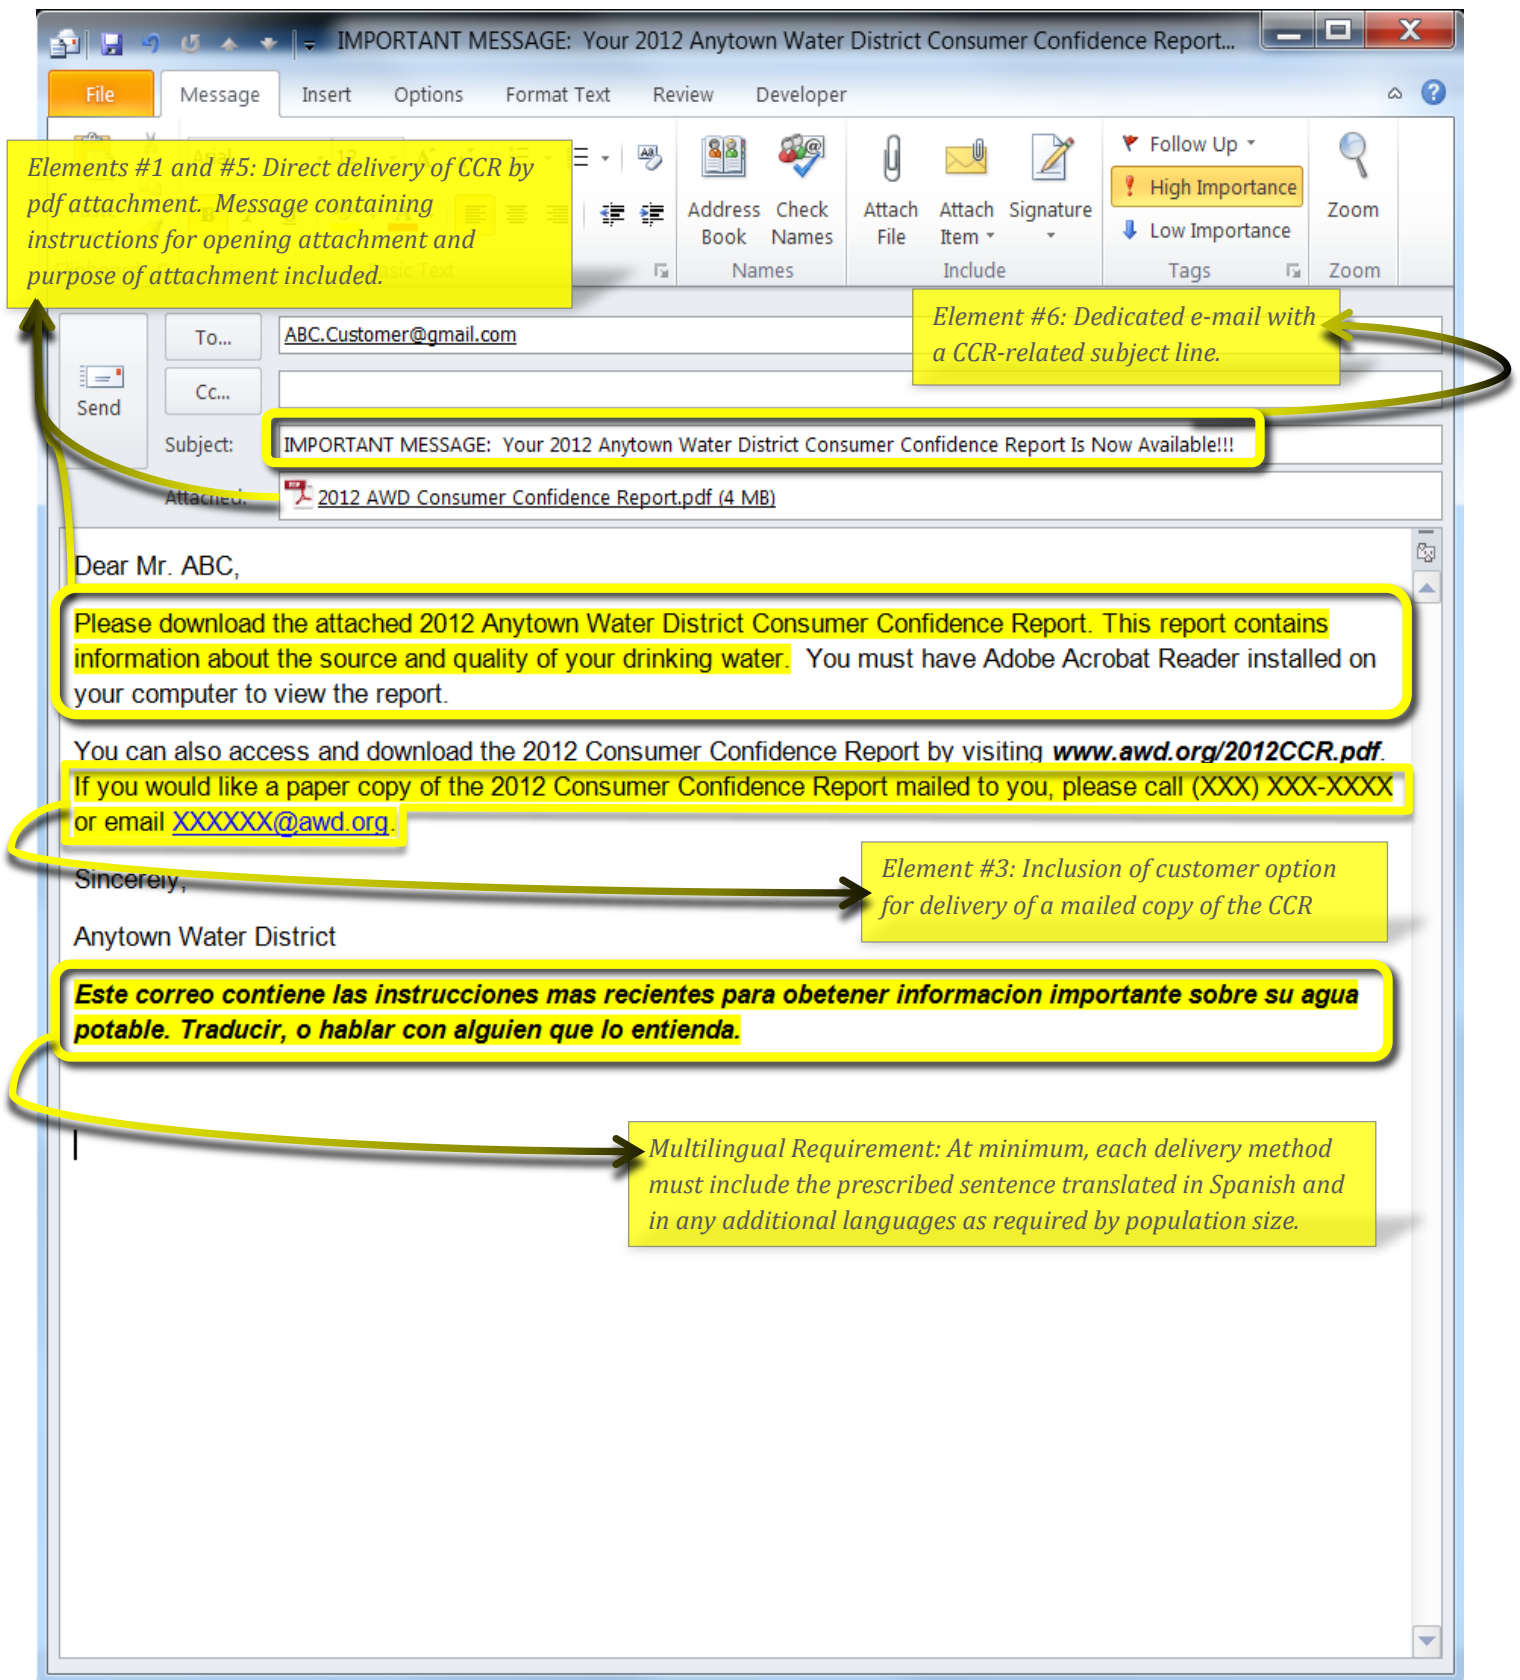 IMPORTANT MESSAGE:  Your 2012 Anytown Water District Consumer Confidence Report...
File Message Insert Options Format Text Review Developer
Elements #1 and #5: Direct delivery of CCR by
pdf attachment.  Message containing
instructions for opening attachment and
purpose of attachment included.
Arial 12
Basic Text
Address Book
Check Names
Names
Attach File
Attach Item
Signature
Include
Follow Up
High Importance
Low Importance
Tags
Zoom
Zoom
Element #6: Dedicated e-mail with
a CCR-related subject line.
Send
To... ABC.Customer@gmail.com
Cc...
Subject: IMPORTANT MESSAGE:  Your 2012 Anytown Water District Consumer Confidence Report Is Now Available!!!
Attached: 2012 AWD Consumer Confidence Report.pdf (4 MB)
Dear Mr. ABC,
Please download the attached 2012 Anytown Water District Consumer Confidence Report. This report contains
information about the source and quality of your drinking water.  You must have Adobe Acrobat Reader installed on
your computer to view the report.
You can also access and download the 2012 Consumer Confidence Report by visiting www.awd.org/2012CCR.pdf.
If you would like a paper copy of the 2012 Consumer Confidence Report mailed to you, please call (XXX) XXX-XXXX
or email XXXXXX@awd.org.
Element #3: Inclusion of customer option
for delivery of a mailed copy of the CCR
Sincerely,
Anytown Water District
Este correo contiene las instrucciones mas recientes para obetener informacion importante sobre su agua
potable. Traducir, o hablar con alguien que lo entienda.
Multilingual Requirement: At minimum, each delivery method
must include the prescribed sentence translated in Spanish and
in any additional languages as required by population size.